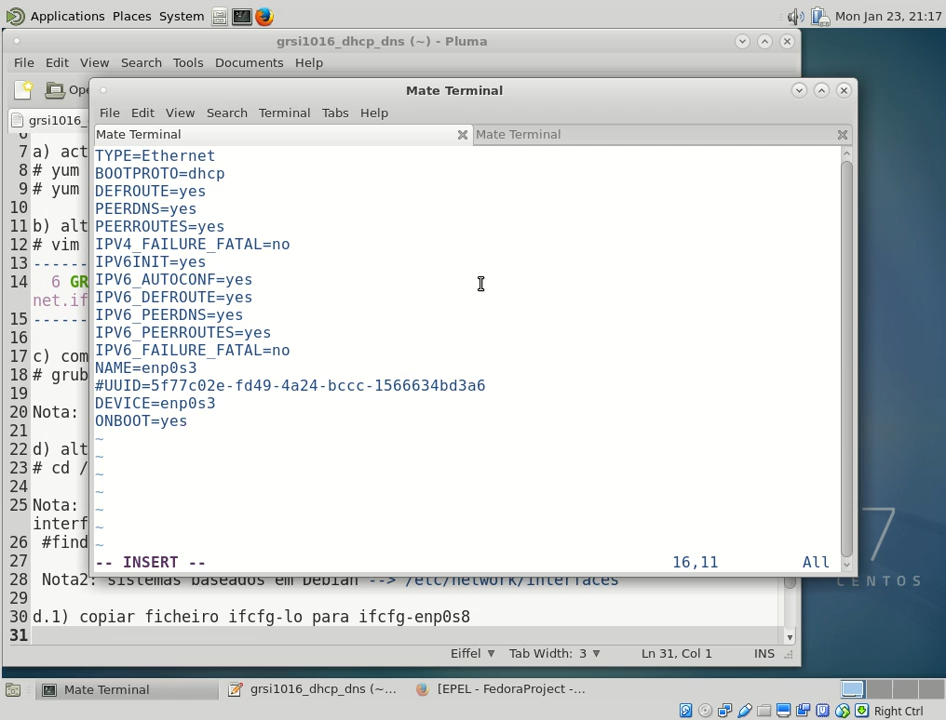 Applications Places System
Mon Jan 23, 21:17
grsi1016_dhcp_dns (~) - Pluma
File Edit View Search Tools Documents Help
Mate Terminal
File Edit View Search Terminal Tabs Help
Mate Terminal
Mate Terminal
grsi1016_
TYPE=Ethernet
BOOTPROTO=dhcp
DEFROUTE=yes
PEERDNS=yes
PEERROUTES=yes
IPV4_FAILURE_FATAL=no
IPV6INIT=yes
IPV6_AUTOCONF=yes
IPV6_DEFROUTE=yes
IPV6_PEERDNS=yes
IPV6_PEERROUTES=yes
IPV6_FAILURE_FATAL=no
NAME=enp0s3
#UUID=5f77c02e-fd49-4a24-bccc-1566634bd3a6
DEVICE=enp0s3
ONBOOT=yes
~
~
~
~
~
~
~
-- INSERT -- 16,11 All
7 a) act
8 # yum
9 # yum
10
11 b) alt
12 # vim
13 ------
14 6 GR
net.if
15 ------
16
17 c) com
18 # grub
19
20 Nota:
21
22 d) alt
23 # cd /
24
25 Nota:
interf
26 #find
27
28 Nota2: sistemas baseados em Debian --> /etc/network/interfaces
29
30 d.1) copiar ficheiro ifcfg-lo para ifcfg-enp0s8
31
Eiffel Tab Width: 3 Ln 31, Col 1 INS
7
CENTOS
Mate Terminal
grsi1016_dhcp_dns (~...
[EPEL - FedoraProject -...
Right Ctrl